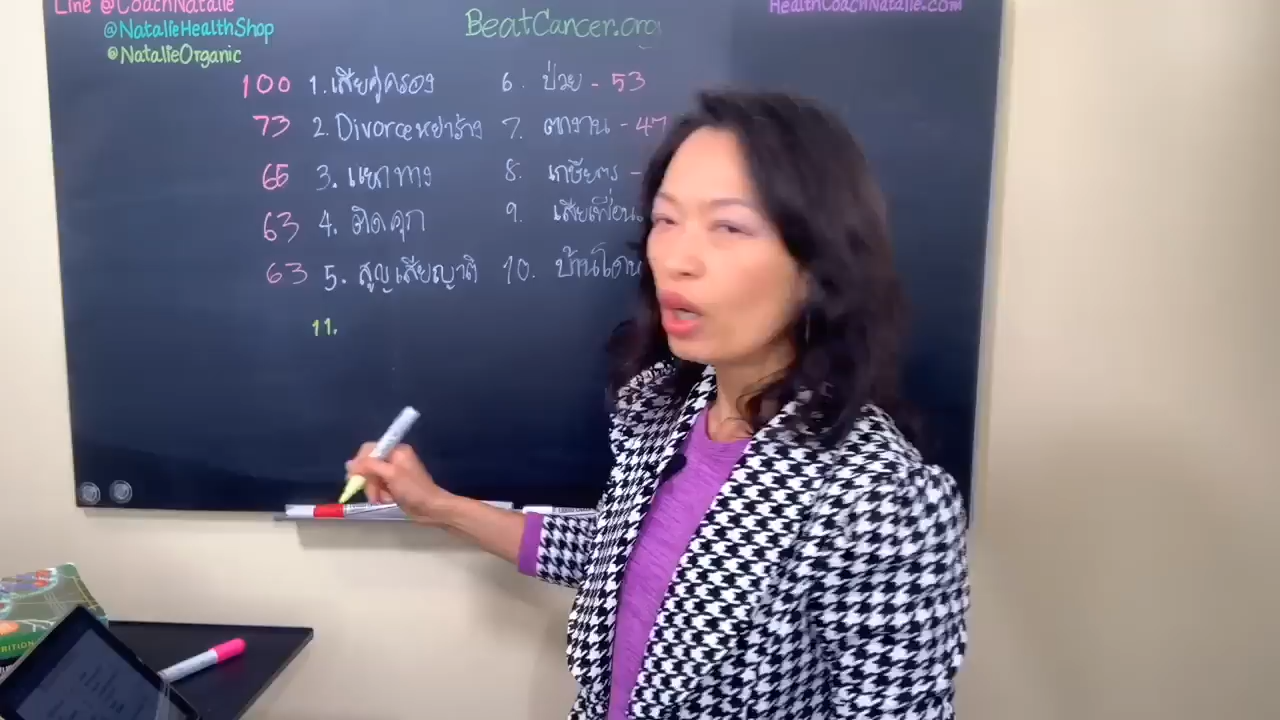 Line @CoachNatalie
@NatalieHealthShop
@NatalieOrganic
BeatCancer.org
HealthCoachNatalie.com
100 1. เสียคู่ครอง
73 2. Divorce หย่าร้าง
65 3. แยกทาง
63 4. ติดคุก
63 5. สูญเสียญาติ
6. ป่วย - 53
7. ตกงาน - 47
8. เกษียณ -
9. เสียเพื่อน
10. บ้านโดน
11.
RITION